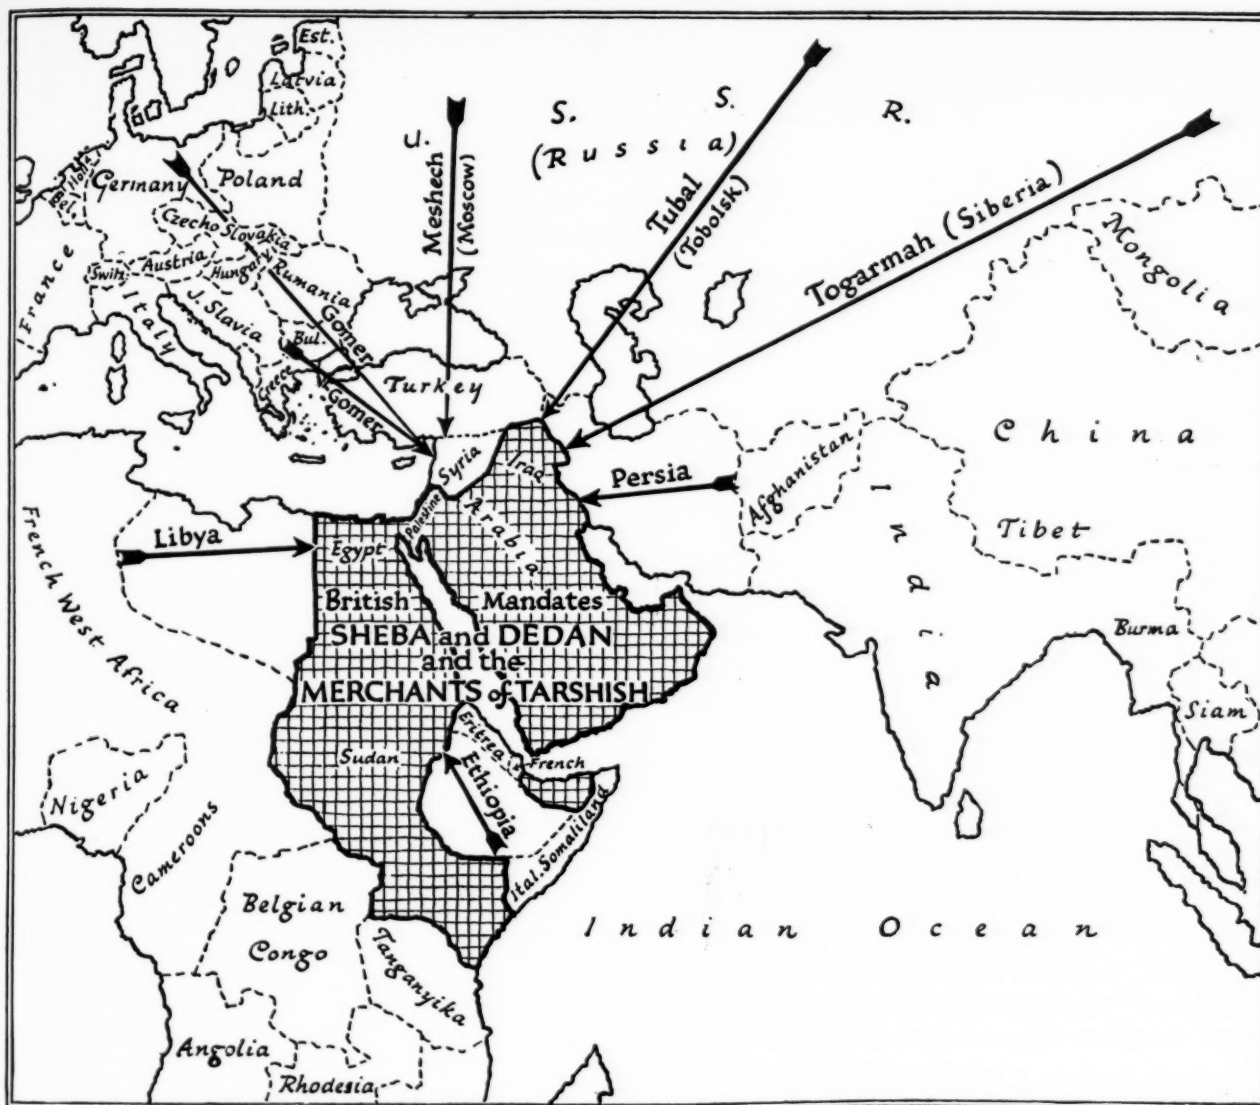 Est.
Latvia
Lith.
U. S. S. R.
(Russia)
Holl.
Bel.
Germany
Poland
Meshech
(Moscow)
Tubal
(Tobolsk)
Togarmah (Siberia)
Mongolia
Czecho Slovakia
Austria
Hungary
Switz.
France
Italy
J. Slavia
Rumania
Gomer
Bul.
Greece
Gomer
Turkey
China
Syria
Iraq
Persia
Afghanistan
India
Tibet
Palestine
Arabia
Libya
Egypt
French West Africa
British Mandates
SHEBA and DEDAN
and the
MERCHANTS of TARSHISH
Burma
Siam
Sudan
Eritrea
French
Ethiopia
Ital. Somaliland
Nigeria
Cameroons
Belgian
Congo
Indian Ocean
Tanganyika
Angolia
Rhodesia